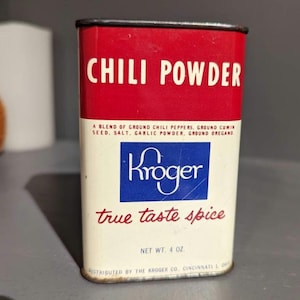 CHILI POWDER
A BLEND OF GROUND CHILI PEPPERS, GROUND CUMIN
SEED, SALT, GARLIC POWDER, GROUND OREGANO
Kroger
true taste spice
NET WT. 4 OZ.
DISTRIBUTED BY THE KROGER CO. CINCINNATI